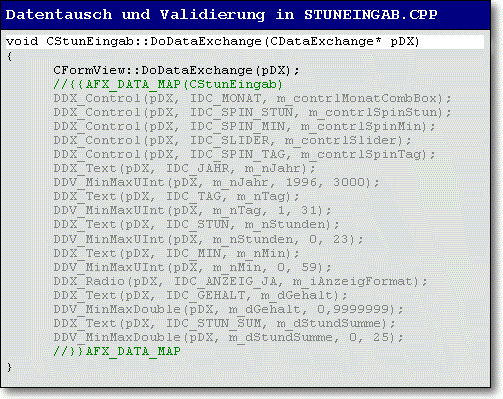 Datentausch und Validierung in STUNEINGAB.CPP
void CStunEingab::DoDataExchange(CDataExchange* pDX)
{
CFormView::DoDataExchange(pDX);
//{{AFX_DATA_MAP(CStunEingab)
DDX_Control(pDX, IDC_MONAT, m_contrlMonatCombBox);
DDX_Control(pDX, IDC_SPIN_STUN, m_contrlSpinStun);
DDX_Control(pDX, IDC_SPIN_MIN, m_contrlSpinMin);
DDX_Control(pDX, IDC_SLIDER, m_contrlSlider);
DDX_Control(pDX, IDC_SPIN_TAG, m_contrlSpinTag);
DDX_Text(pDX, IDC_JAHR, m_nJahr);
DDV_MinMaxUInt(pDX, m_nJahr, 1996, 3000);
DDX_Text(pDX, IDC_TAG, m_nTag);
DDV_MinMaxUInt(pDX, m_nTag, 1, 31);
DDX_Text(pDX, IDC_STUN, m_nStunden);
DDV_MinMaxUInt(pDX, m_nStunden, 0, 23);
DDX_Text(pDX, IDC_MIN, m_nMin);
DDV_MinMaxUInt(pDX, m_nMin, 0, 59);
DDX_Radio(pDX, IDC_ANZEIG_JA, m_iAnzeigFormat);
DDX_Text(pDX, IDC_GEHALT, m_dGehalt);
DDV_MinMaxDouble(pDX, m_dGehalt, 0,9999999);
DDX_Text(pDX, IDC_STUN_SUM, m_dStundSumme);
DDV_MinMaxDouble(pDX, m_dStundSumme, 0, 25);
//}}AFX_DATA_MAP
}